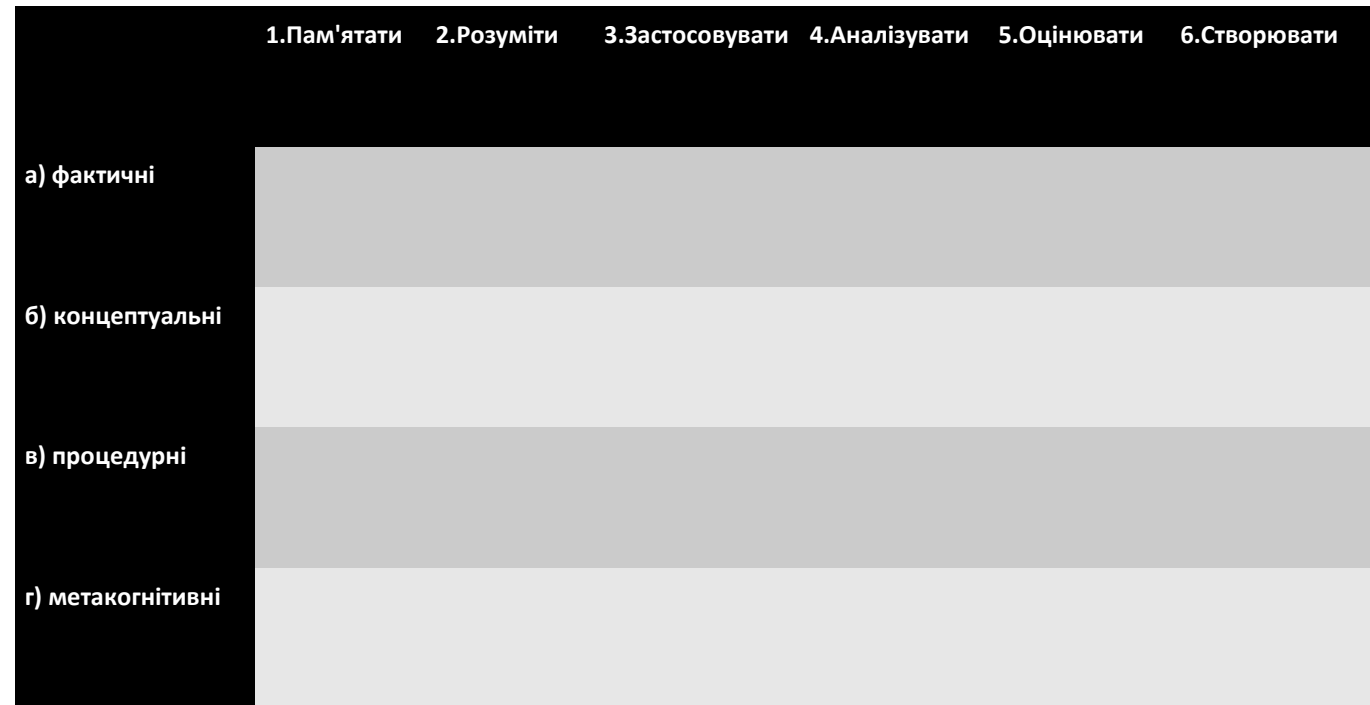 1.Пам'ятати 2.Розуміти 3.Застосовувати 4.Аналізувати 5.Оцінювати 6.Створювати
а) фактичні
б) концептуальні
в) процедурні
г) метакогнітивні